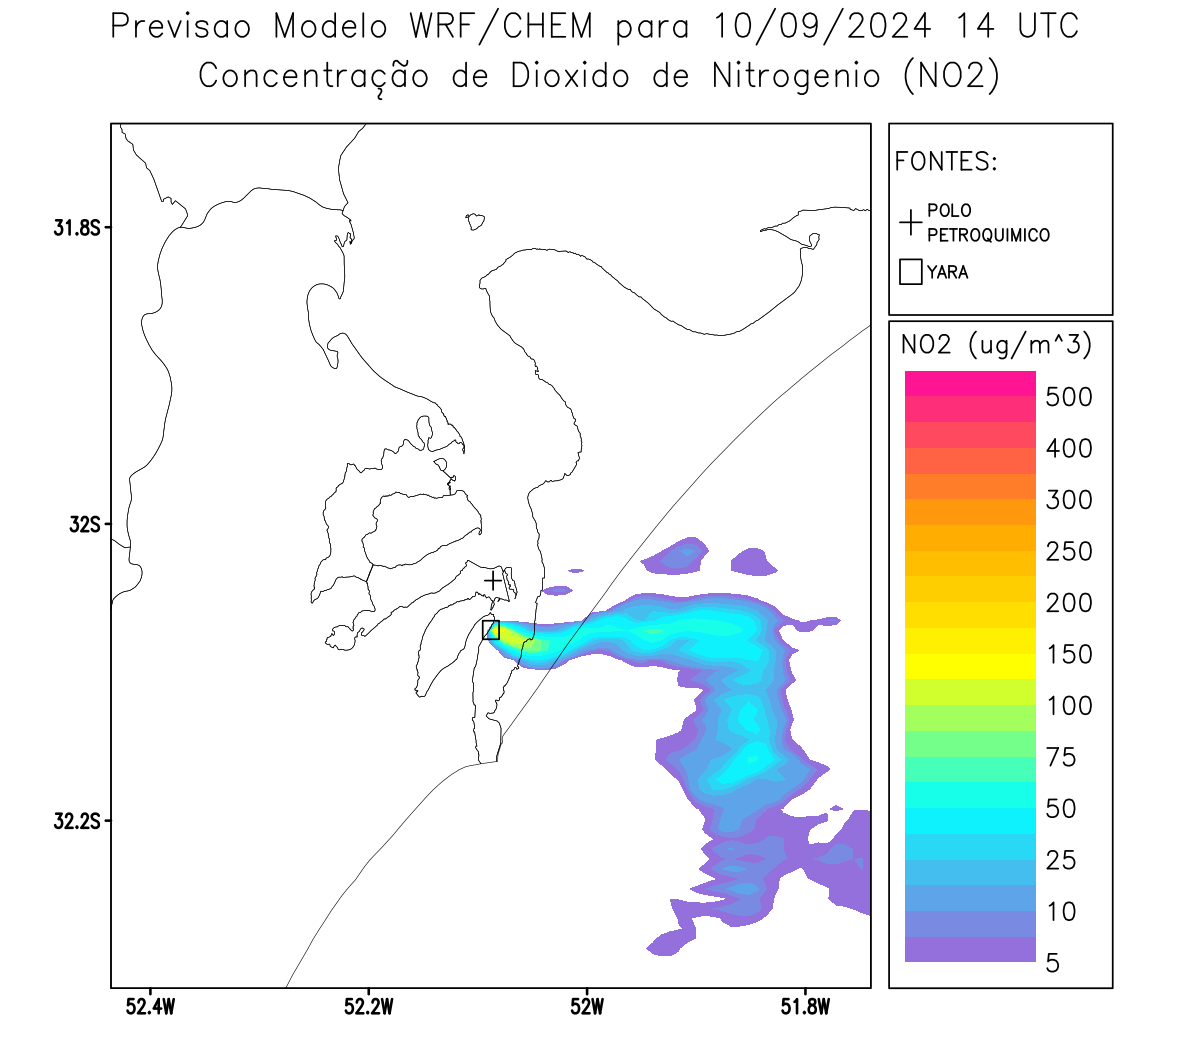 Previsao Modelo WRF/CHEM para 10/09/2024 14 UTC
Concentração de Dioxido de Nitrogenio (NO2)
FONTES:
POLO
PETROQUIMICO
YARA
NO2 (ug/m^3)
500
400
300
250
200
150
100
75
50
25
10
5
31.8S
32S
32.2S
52.4W
52.2W
52W
51.8W